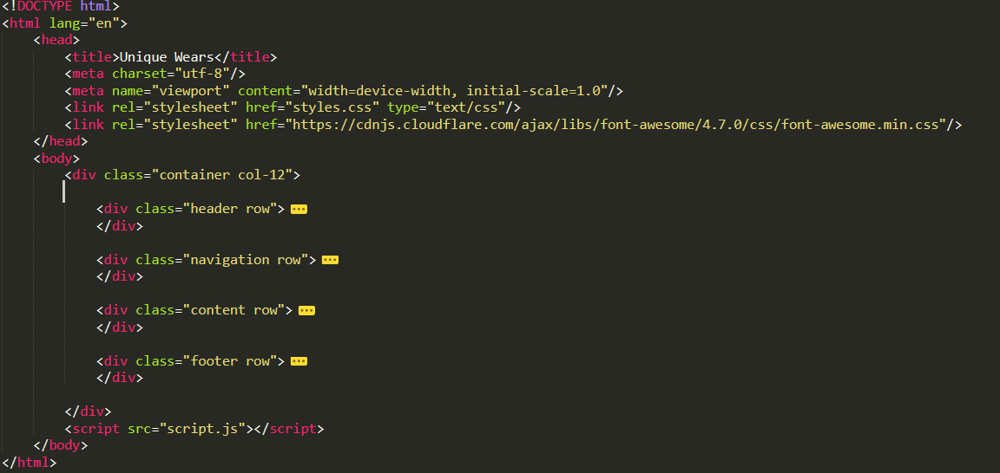 <!DOCTYPE html>
<html lang="en">
<head>
<title>Unique Wears</title>
<meta charset="utf-8"/>
<meta name="viewport" content="width=device-width, initial-scale=1.0"/>
<link rel="stylesheet" href="styles.css" type="text/css"/>
<link rel="stylesheet" href="https://cdnjs.cloudflare.com/ajax/libs/font-awesome/4.7.0/css/font-awesome.min.css"/>
</head>
<body>
<div class="container col-12">
<div class="header row">
</div>
<div class="navigation row">
</div>
<div class="content row">
</div>
<div class="footer row">
</div>
</div>
<script src="script.js"></script>
</body>
</html>